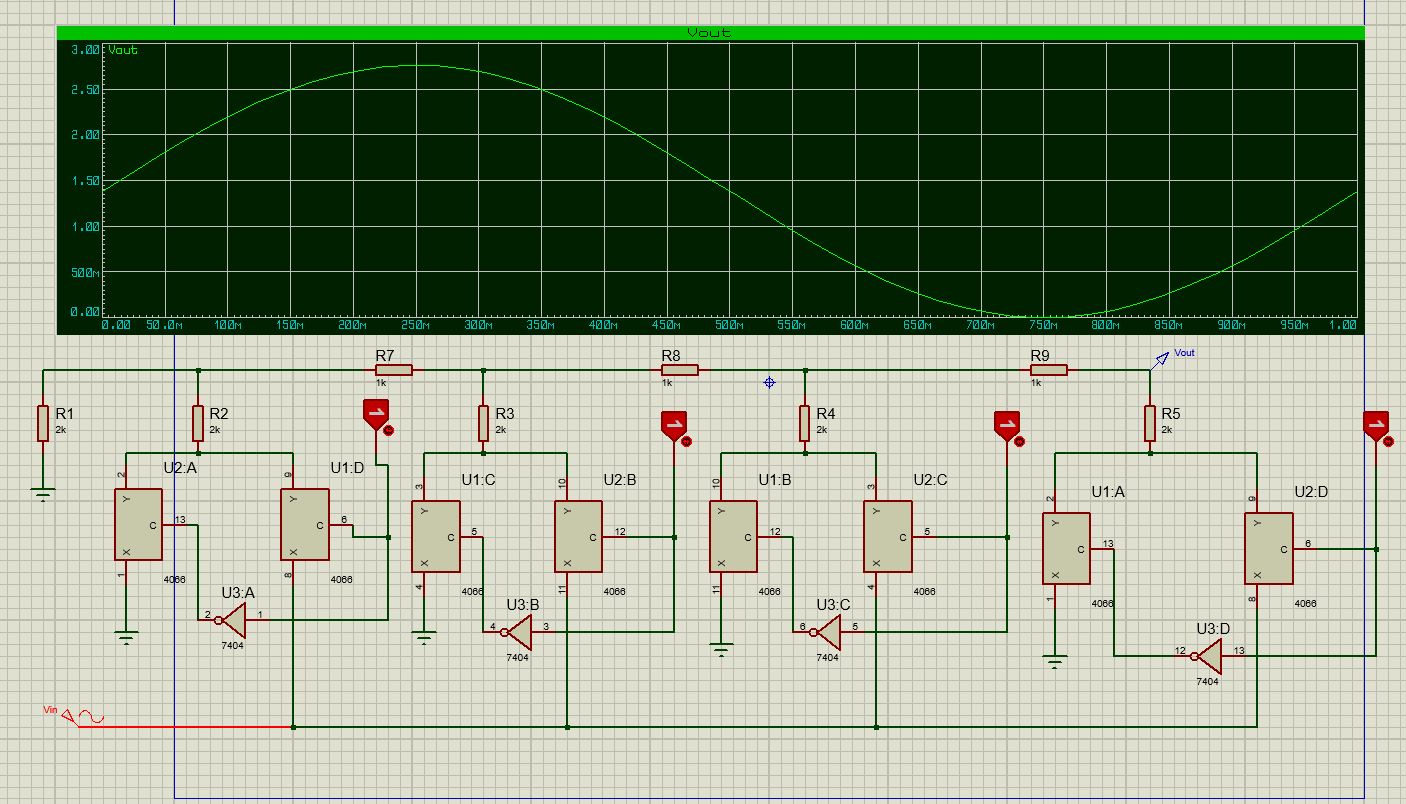 Vout
3.00 Vout
2.50
2.00
1.50
1.00
500m
0.00
0.00 50.0m 100m 150m 200m 250m 300m 350m 400m 450m 500m 550m 600m 650m 700m 750m 800m 850m 900m 950m 1.00
R7 R8 R9 Vout
1k 1k 1k
R1 R2 1 R3 1 R4 1 R5 1
2k 2k 2k 2k 2k
U2:A U1:D U1:C U2:B U1:B U2:C U1:A U2:D
2 9 3 10 10 3 2 9
Y Y Y Y Y Y Y Y
C 13 C 6 C 5 C 12 C 12 C 5 C 13 C 6
X X X X X X X X
1 8 4 11 11 4 1 8
4066 4066 4066 4066 4066 4066 4066 4066
U3:A U3:B U3:C U3:D
2 1 4 3 6 5 12 13
7404 7404 7404 7404
Vin